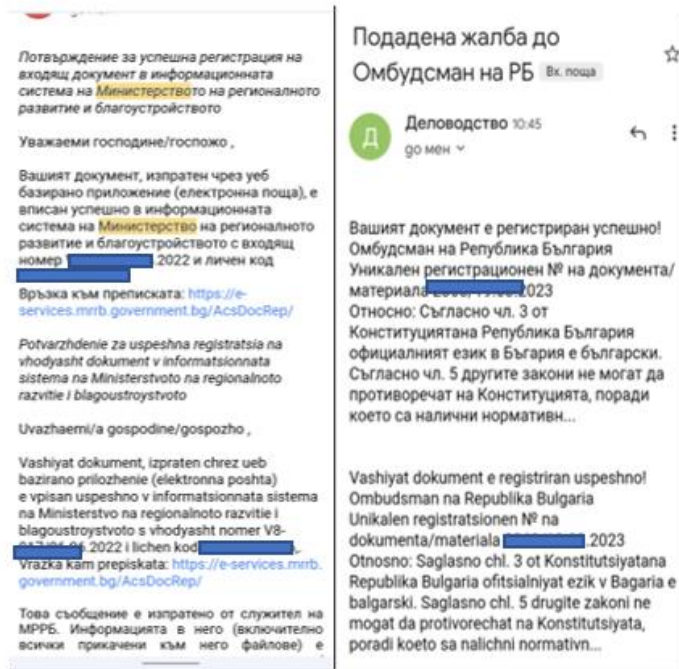 Потвърждение за успешна регистрация на
входящ документ в информационната
система на Министерството на регионалното
развитие и благоустройството
Уважаеми господине/госпожо ,
Вашият документ, изпратен чрез уеб
базирано приложение (електронна поща), е
вписан успешно в информационната
система на Министерство на регионалното
развитие и благоустройството с входящ
номер .2022 и личен код
Връзка към преписката: https://e-
services.mrrb.government.bg/AcsDocRep/
Potvarzhdenie za uspeshna registratsia na
vhodyasht dokument v informatsionnata
sistema na Ministerstvoto na regionalnoto
razvitie i blagoustroystvoto
Uvazhaemi/a gospodine/gospozho ,
Vashiyat dokument, izpraten chrez ueb
bazirano prilozhenie (elektronna poshta)
e vpisan uspeshno v informatsionnata sistema
na Ministerstvo na regionalnoto razvitie i
blagoustroystvoto s vhodyasht nomer V8-
.2022 i lichen kod
Vrazka kam prepiskata: https://e-services.mrrb.
government.bg/AcsDocRep/
Това съобщение е изпратено от служител на
МРРБ. Информацията в него (включително
всички прикачени към него файлове) е
Подадена жалба до
Омбудсман на РБ Вх. поща
Д
Деловодство 10:45
до мен
Вашият документ е регистриран успешно!
Омбудсман на Република България
Уникален регистрационен № на документа/
материала .2023
Относно: Съгласно чл. 3 от
Конституциятана Република България
официалният език в Бъгария е български.
Съгласно чл. 5 другите закони не могат да
противоречат на Конституцията, поради
което са налични нормативн...
Vashiyat dokument e registriran uspeshno!
Ombudsman na Republika Bulgaria
Unikalen registratsionen № na
dokumenta/materiala .2023
Otnosno: Saglasno chl. 3 ot Konstitutsiyatana
Republika Bulgaria ofitsialniyat ezik v Bagaria e
balgarski. Saglasno chl. 5 drugite zakoni ne
mogat da protivorechat na Konstitutsiyata,
poradi koeto sa nalichni normativn...